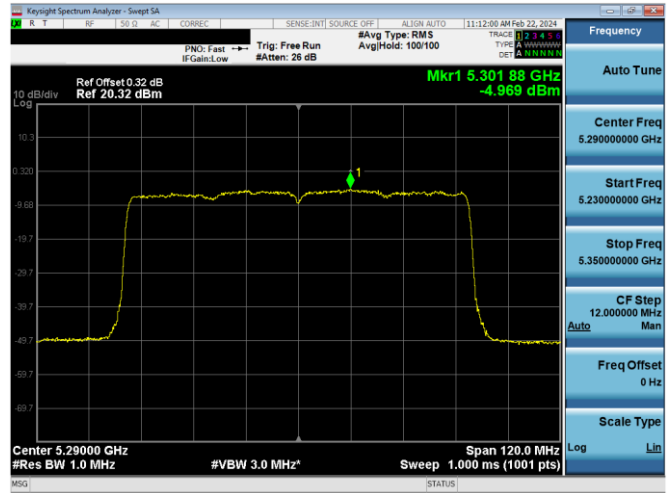 Keysight Spectrum Analyzer - Swept SA
R T RF 50 Ω AC CORREC SENSE:INT SOURCE OFF ALIGN AUTO 11:12:00 AM Feb 22, 2024
PNO: Fast
IFGain:Low
Trig: Free Run
#Atten: 26 dB
#Avg Type: RMS
Avg|Hold: 100/100
TRACE 1 2 3 4 5 6
TYPE A WWWWW
DET A NNNNN
Ref Offset 0.32 dB
10 dB/div Ref 20.32 dBm
Log
Mkr1 5.301 88 GHz
-4.969 dBm
10.3
0.320
-9.68
-19.7
-29.7
-39.7
-49.7
-59.7
-69.7
1
Center 5.29000 GHz
#Res BW 1.0 MHz
#VBW 3.0 MHz*
Span 120.0 MHz
Sweep 1.000 ms (1001 pts)
MSG
STATUS
Frequency
Auto Tune
Center Freq
5.290000000 GHz
Start Freq
5.230000000 GHz
Stop Freq
5.350000000 GHz
CF Step
12.000000 MHz
Auto Man
Freq Offset
0 Hz
Scale Type
Log Lin